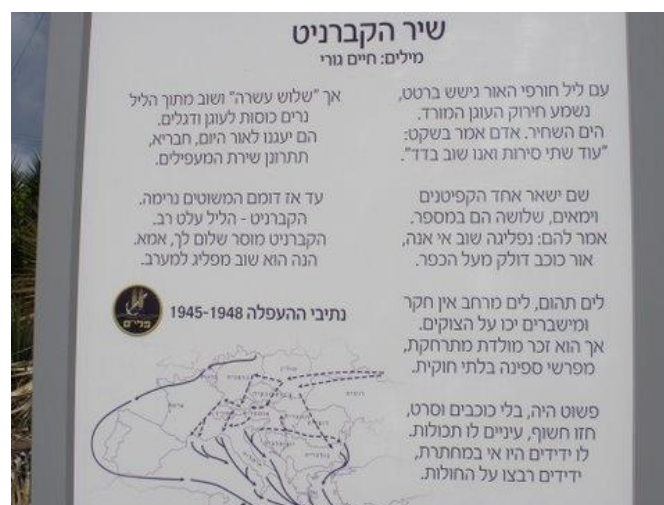 שיר הקברניט
מילים: חיים גורי
עם ליל חורפי האור גישש ברטט,
נשמע חירוק העוגן המורד.
הים השחיר. אדם אמר בשקט:
"עוד שתי סירות ואנו שוב בדד".
שם ישאר אחד הקפיטנים
וימאים, שלושה הם במספר.
אמר להם: נפליגה שוב אי אנה,
אור כוכב דולק מעל הכפר.
לים תהום, לים מרחב אין חקר
ומישברים יכו על הצוקים.
אך הוא זכר מולדת מתרחקת,
מפרשי ספינה בלתי חוקית.
פשוט היה, בלי כוכבים וסרט,
חזו חשוף, עיניים לו תכולות.
לו ידידים היו אי במחתרת,
ידידים רבצו על החולות.
אך "שלוש עשרה" ושוב מתוך הליל
נרים כוסות לעוגן ודגלים.
הם יעגנו לאור היום, חבריא,
תתרונן שירת המעפילים.
עד אז דומם המשוטים נרימה.
הקברניט - הליל עלט רב.
הקברניט מוסר שלום לך, אמא.
הנה הוא שוב מפליג למערב.
פלי"ם
נתיבי ההעפלה 1945-1948